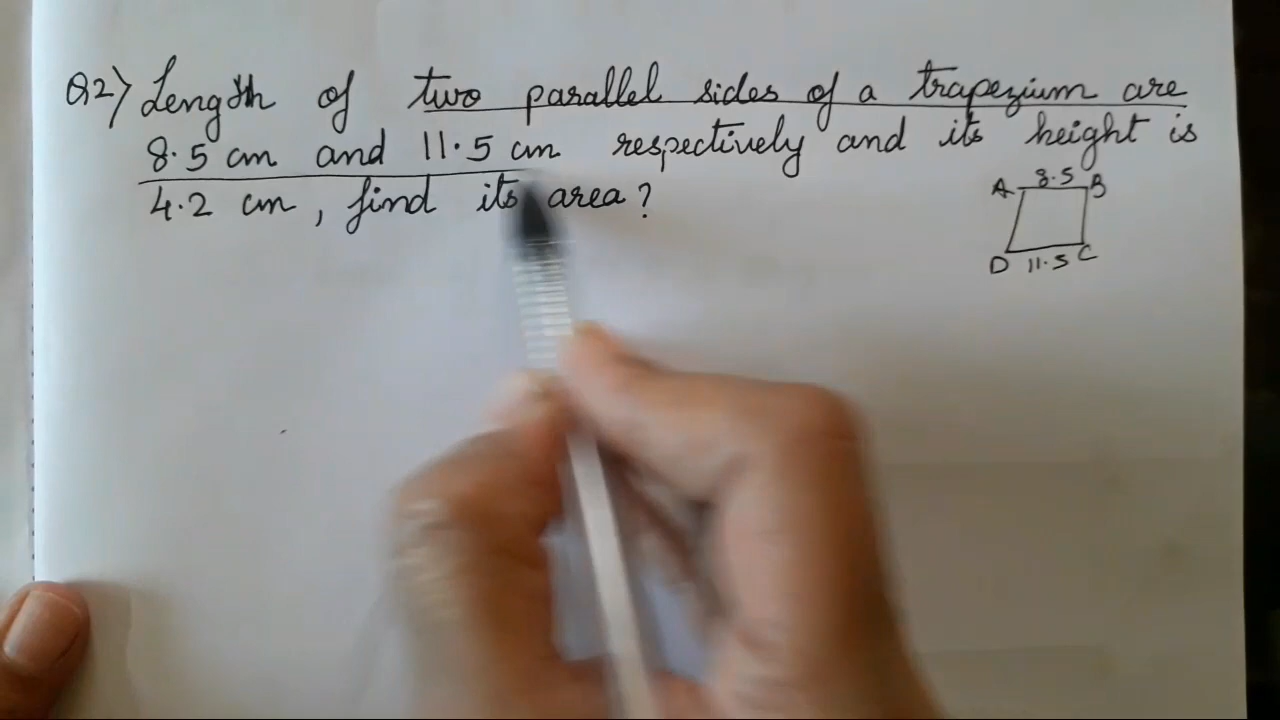 Q2) Length of two parallel sides of a trapezium are
8.5 cm and 11.5 cm respectively and its height is
4.2 cm, find its area?
A 8.5 B
D 11.5 C